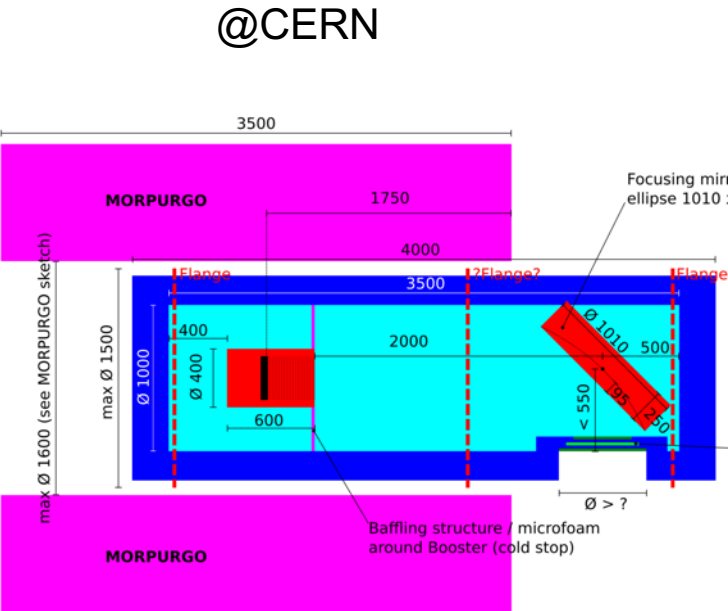 @CERN
3500
MORPURGO
1750
Focusing mirr
ellipse 1010
4000
Flange
?Flange?
Flange
3500
max Ø 1600 (see MORPURGO sketch)
max Ø 1500
Ø 1000
400
Ø 400
600
2000
Ø 1010
500
195
250
< 550
Ø > ?
Baffling structure / microfoam
around Booster (cold stop)
MORPURGO